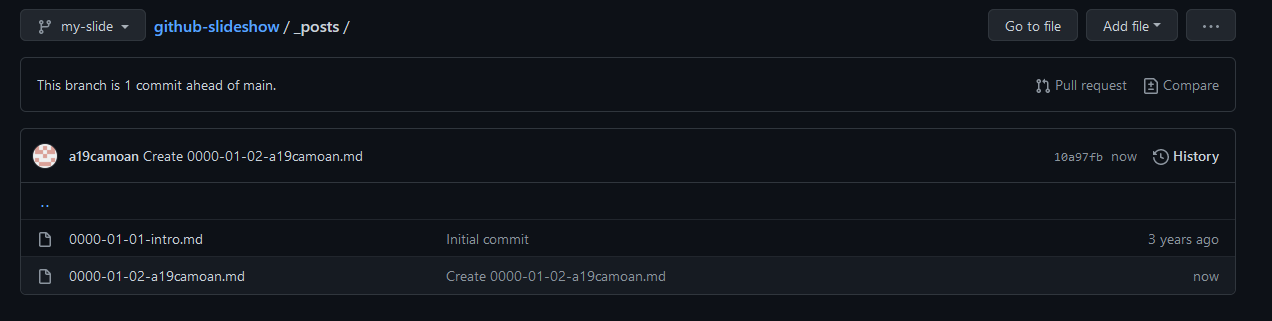 my-slide github-slideshow / _posts / Go to file Add file ...
This branch is 1 commit ahead of main. Pull request Compare
a19camoan Create 0000-01-02-a19camoan.md 10a97fb now History
..
0000-01-01-intro.md Initial commit 3 years ago
0000-01-02-a19camoan.md Create 0000-01-02-a19camoan.md now